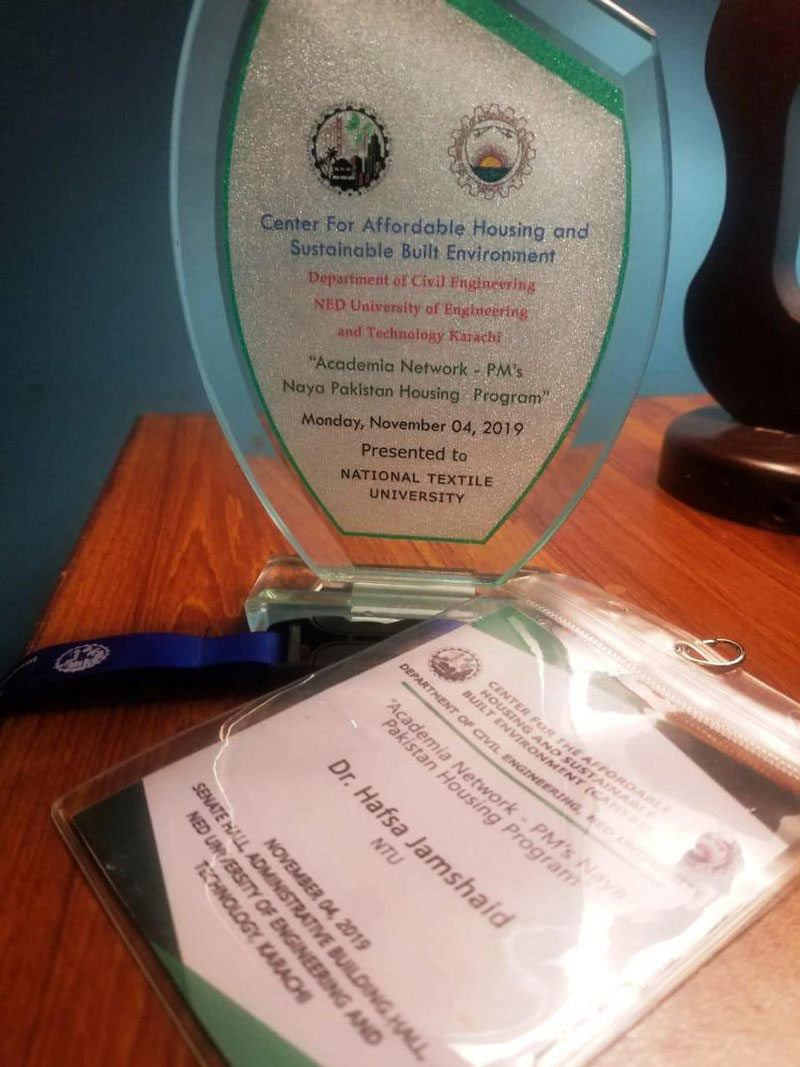 Center For Affordable Housing and
Sustainable Built Environment
Department of Civil Engineering
NED University of Engineering
and Technology Karachi
"Academia Network - PM's
Naya Pakistan Housing Program"
Monday, November 04, 2019
Presented to
NATIONAL TEXTILE
UNIVERSITY
CENTER FOR THE AFFORDABLE
HOUSING AND SUSTAINABLE
BUILT ENVIRONMENT
DEPARTMENT OF CIVIL ENGINEERING, NED UNIVERSITY
"Academia Network - PM's Naya
Pakistan Housing Program
Dr. Hafsa Jamshaid
NTU
NOVEMBER 04, 2019
SENATE HALL ADMINISTRATIVE BUILDING HALL,
NED UNIVERSITY OF ENGINEERING AND
TECHNOLOGY, KARACHI